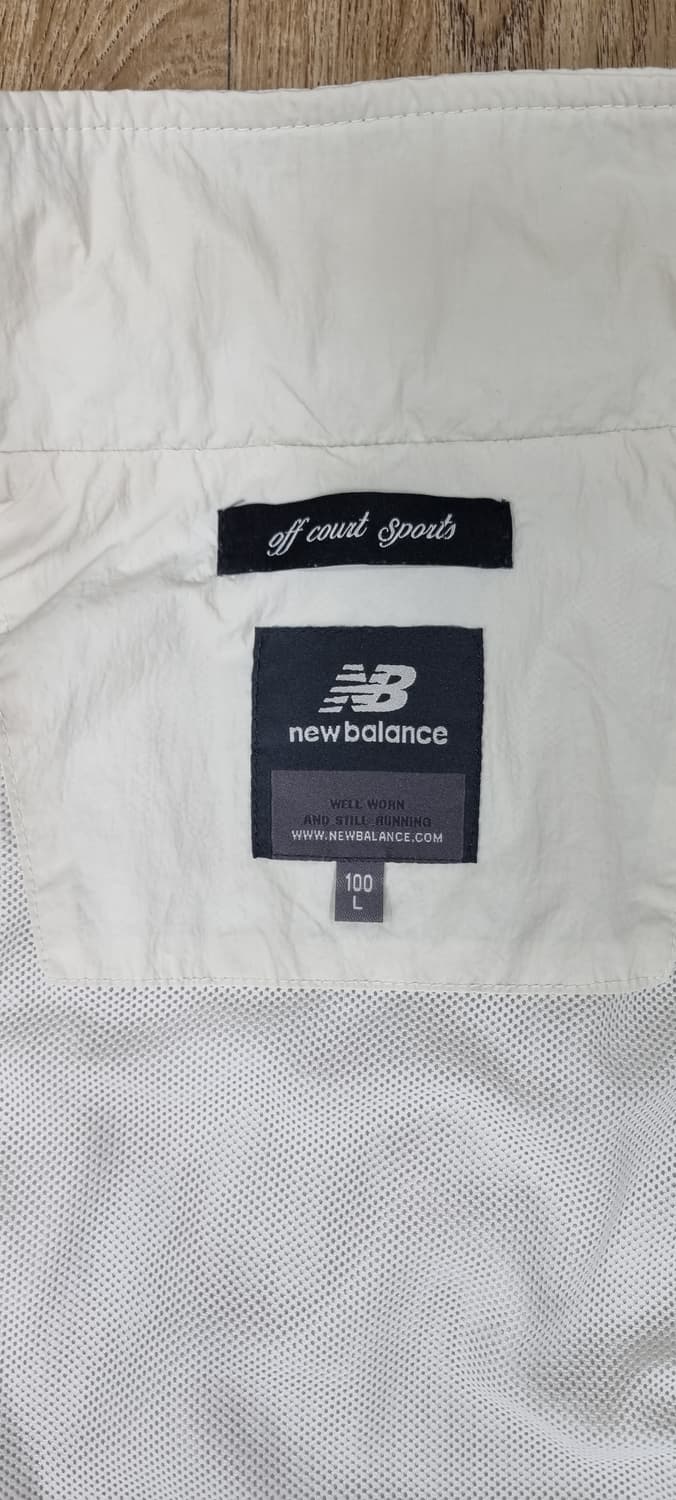 off court Sports
NB
new balance
WELL WORN
AND STILL RUNNING
WWW.NEWBALANCE.COM
100
L